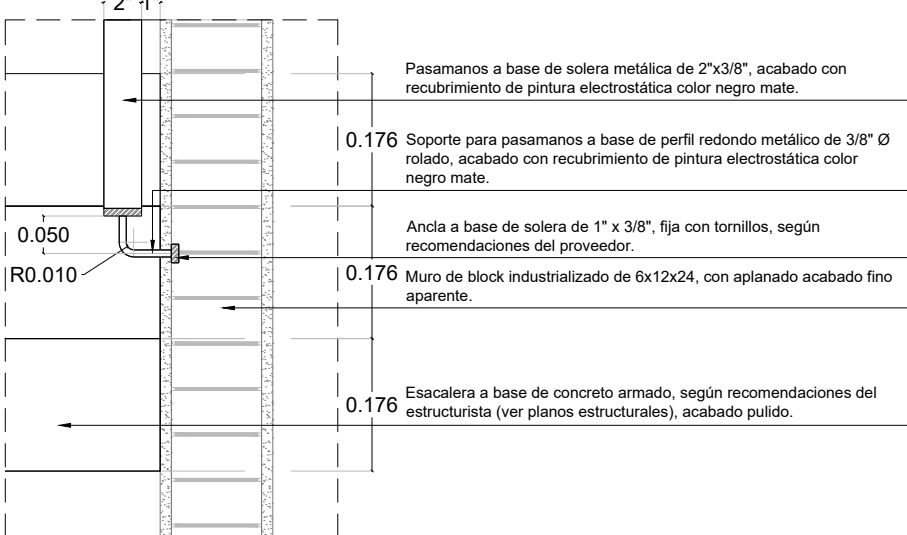 2" 1"
Pasamanos a base de solera metálica de 2"x3/8", acabado con
recubrimiento de pintura electrostática color negro mate.
0.176
Soporte para pasamanos a base de perfil redondo metálico de 3/8" Ø
rolado, acabado con recubrimiento de pintura electrostática color
negro mate.
0.050
R0.010
Ancla a base de solera de 1" x 3/8", fija con tornillos, según
recomendaciones del proveedor.
0.176
Muro de block industrializado de 6x12x24, con aplanado acabado fino
aparente.
0.176
Esacalera a base de concreto armado, según recomendaciones del
estructurista (ver planos estructurales), acabado pulido.